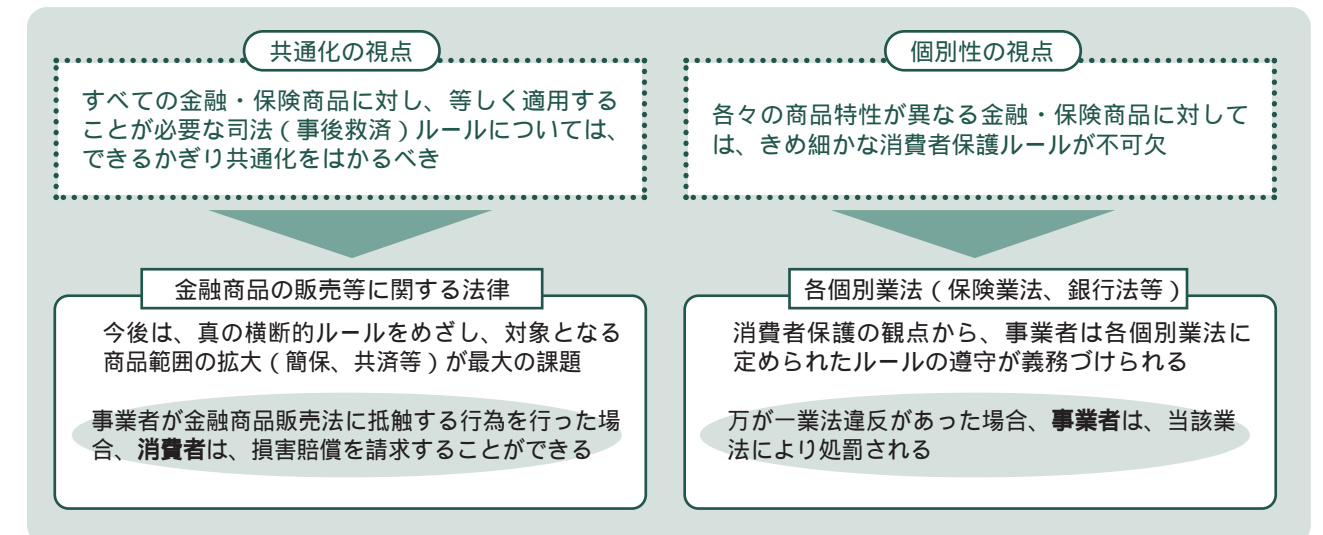 共通化の視点
すべての金融・保険商品に対し、等しく適用する
ことが必要な司法（事後救済）ルールについては、
できるかぎり共通化をはかるべき
金融商品の販売等に関する法律
今後は、真の横断的ルールをめざし、対象となる
商品範囲の拡大（簡保、共済等）が最大の課題
事業者が金融商品販売法に抵触する行為を行った場
合、消費者は、損害賠償を請求することができる
個別性の視点
各々の商品特性が異なる金融・保険商品に対して
は、きめ細かな消費者保護ルールが不可欠
各個別業法（保険業法、銀行法等）
消費者保護の観点から、事業者は各個別業法に
定められたルールの遵守が義務づけられる
万が一業法違反があった場合、事業者は、当該業
法により処罰される